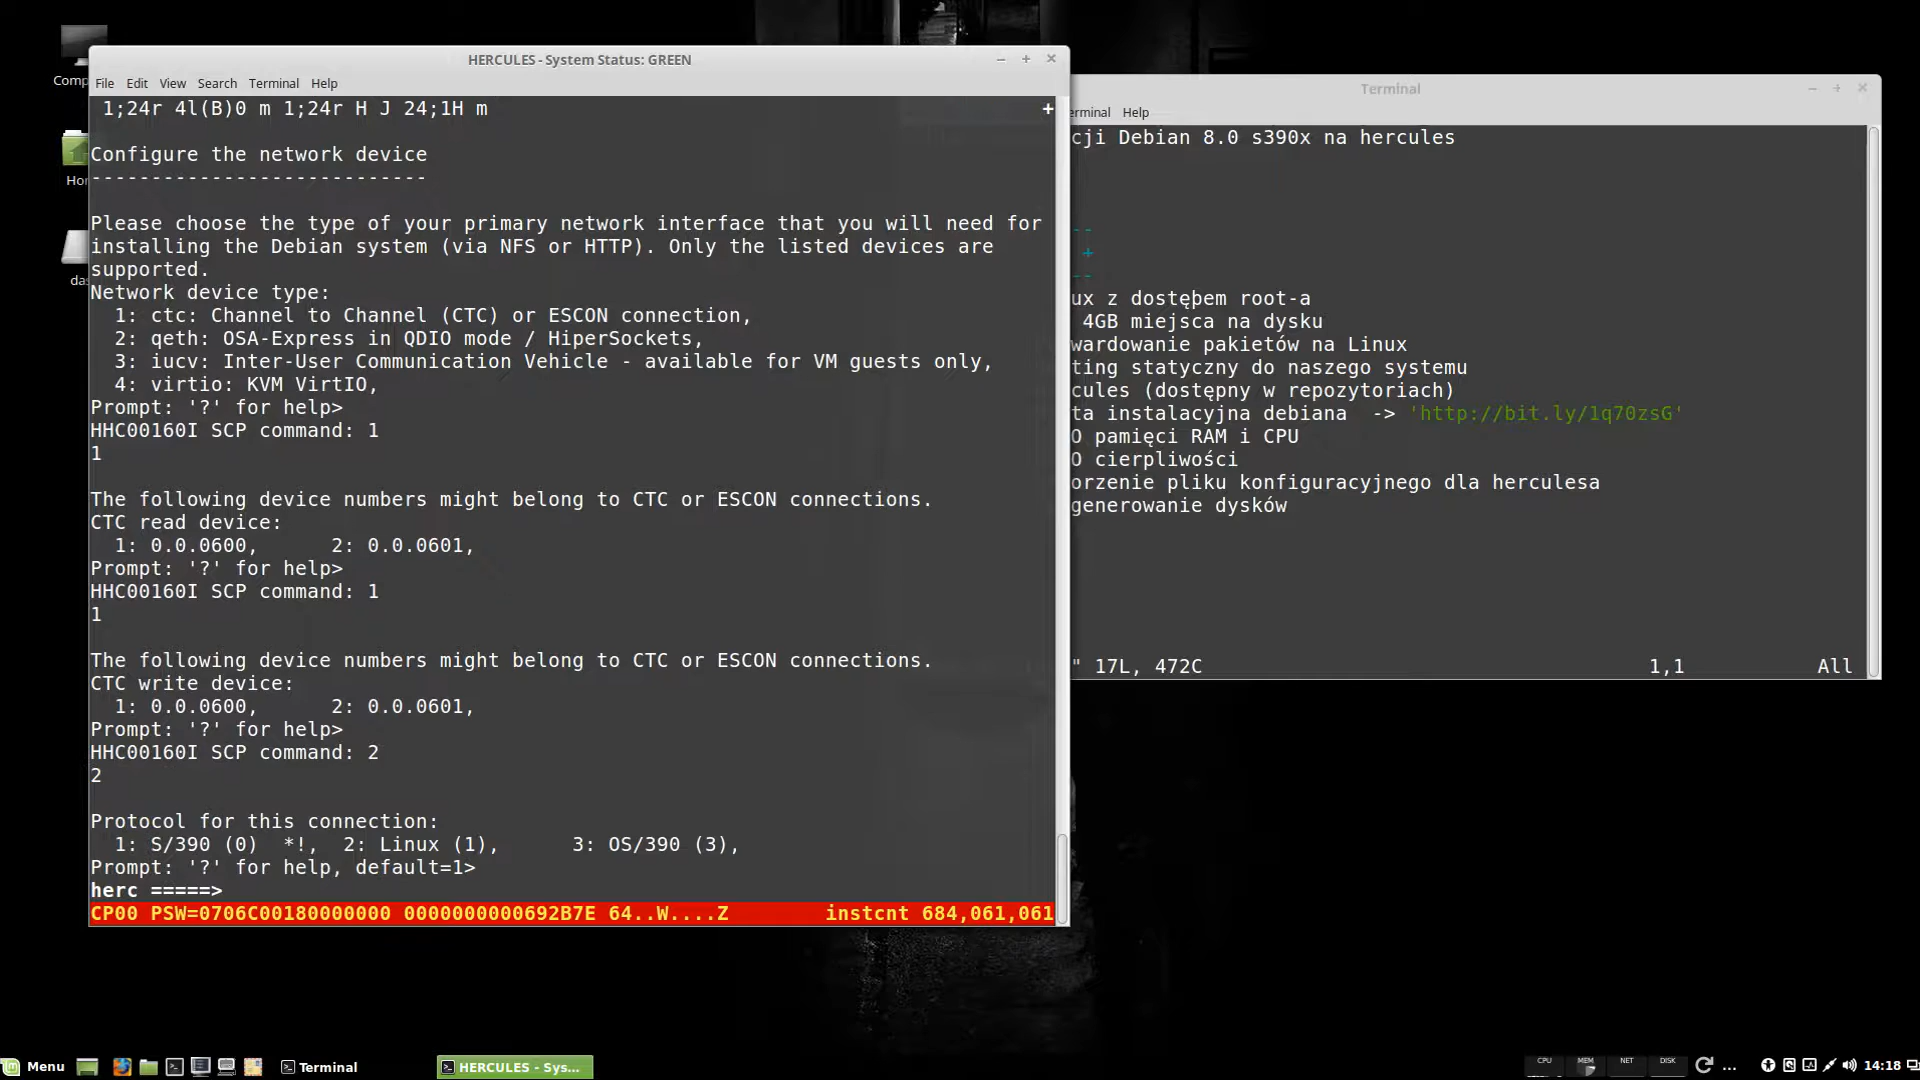 HERCULES - System Status: GREEN
File Edit View Search Terminal Help
1;24r 4l(B)0 m 1;24r H J 24;1H m +
Configure the network device
----------------------------
Please choose the type of your primary network interface that you will need for
installing the Debian system (via NFS or HTTP). Only the listed devices are
supported.
Network device type:
1: ctc: Channel to Channel (CTC) or ESCON connection,
2: qeth: OSA-Express in QDIO mode / HiperSockets,
3: iucv: Inter-User Communication Vehicle - available for VM guests only,
4: virtio: KVM VirtIO,
Prompt: '?' for help>
HHC00160I SCP command: 1
1
The following device numbers might belong to CTC or ESCON connections.
CTC read device:
1: 0.0.0600, 2: 0.0.0601,
Prompt: '?' for help>
HHC00160I SCP command: 1
1
The following device numbers might belong to CTC or ESCON connections.
CTC write device:
1: 0.0.0600, 2: 0.0.0601,
Prompt: '?' for help>
HHC00160I SCP command: 2
2
Protocol for this connection:
1: S/390 (0) *!, 2: Linux (1), 3: OS/390 (3),
Prompt: '?' for help, default=1>
herc =====>
CP00 PSW=0706C00180000000 0000000000692B7E 64..W....Z instcnt 684,061,061
Terminal
erminal Help
cji Debian 8.0 s390x na hercules
--
+
--
ux z dostępem root-a
4GB miejsca na dysku
wardowanie pakietów na Linux
ting statyczny do naszego systemu
cules (dostępny w repozytoriach)
ta instalacyjna debiana -> 'http://bit.ly/1q70zsG'
O pamięci RAM i CPU
O cierpliwości
orzenie pliku konfiguracyjnego dla herculesa
generowanie dysków
" 17L, 472C 1,1 All
Comp
Hor
das
Menu
Terminal
HERCULES - Sys...
CPU MEM NET DISK
...
14:18